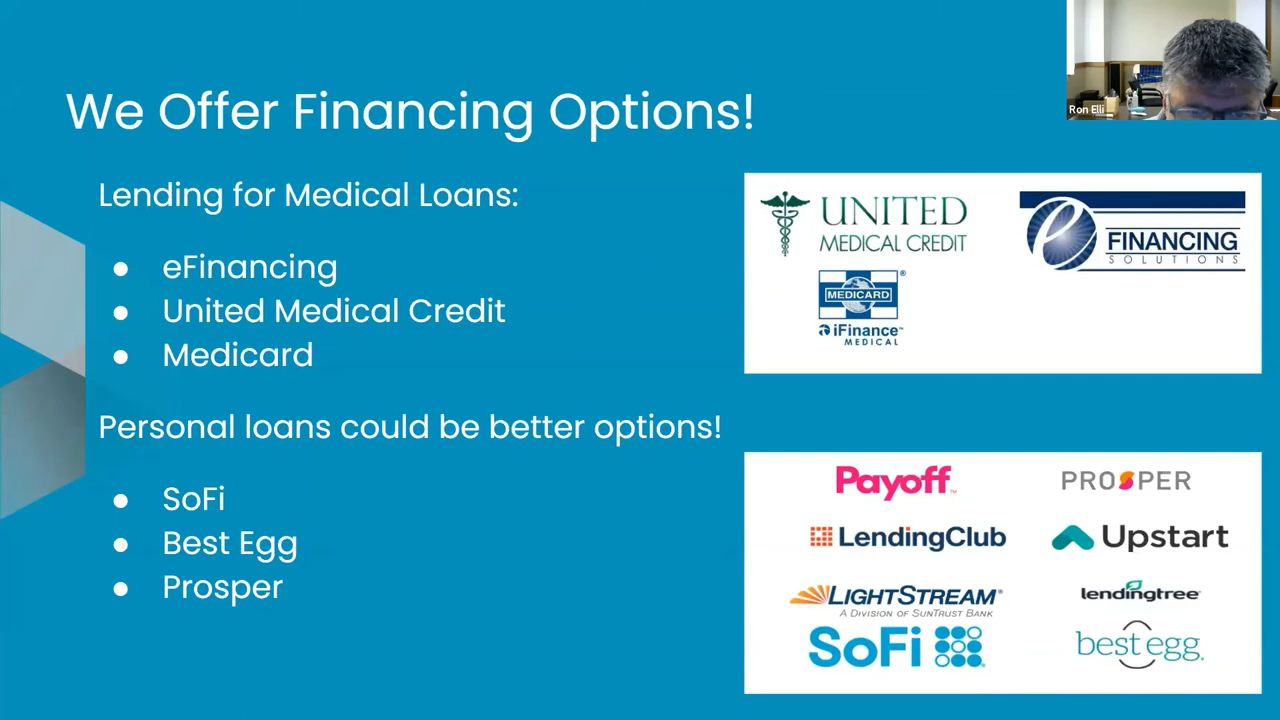 We Offer Financing Options!
Ron Elli
Lending for Medical Loans:
● eFinancing
● United Medical Credit
● Medicard
Personal loans could be better options!
● SoFi
● Best Egg
● Prosper
UNITED
MEDICAL CREDIT
e FINANCING
SOLUTIONS
MEDICARD®
iFinance™
MEDICAL
Payoff™
PROSPER
LendingClub
Upstart
LIGHTSTREAM®
A DIVISION OF SUNTRUST BANK
lendingtree
SoFi
best egg.